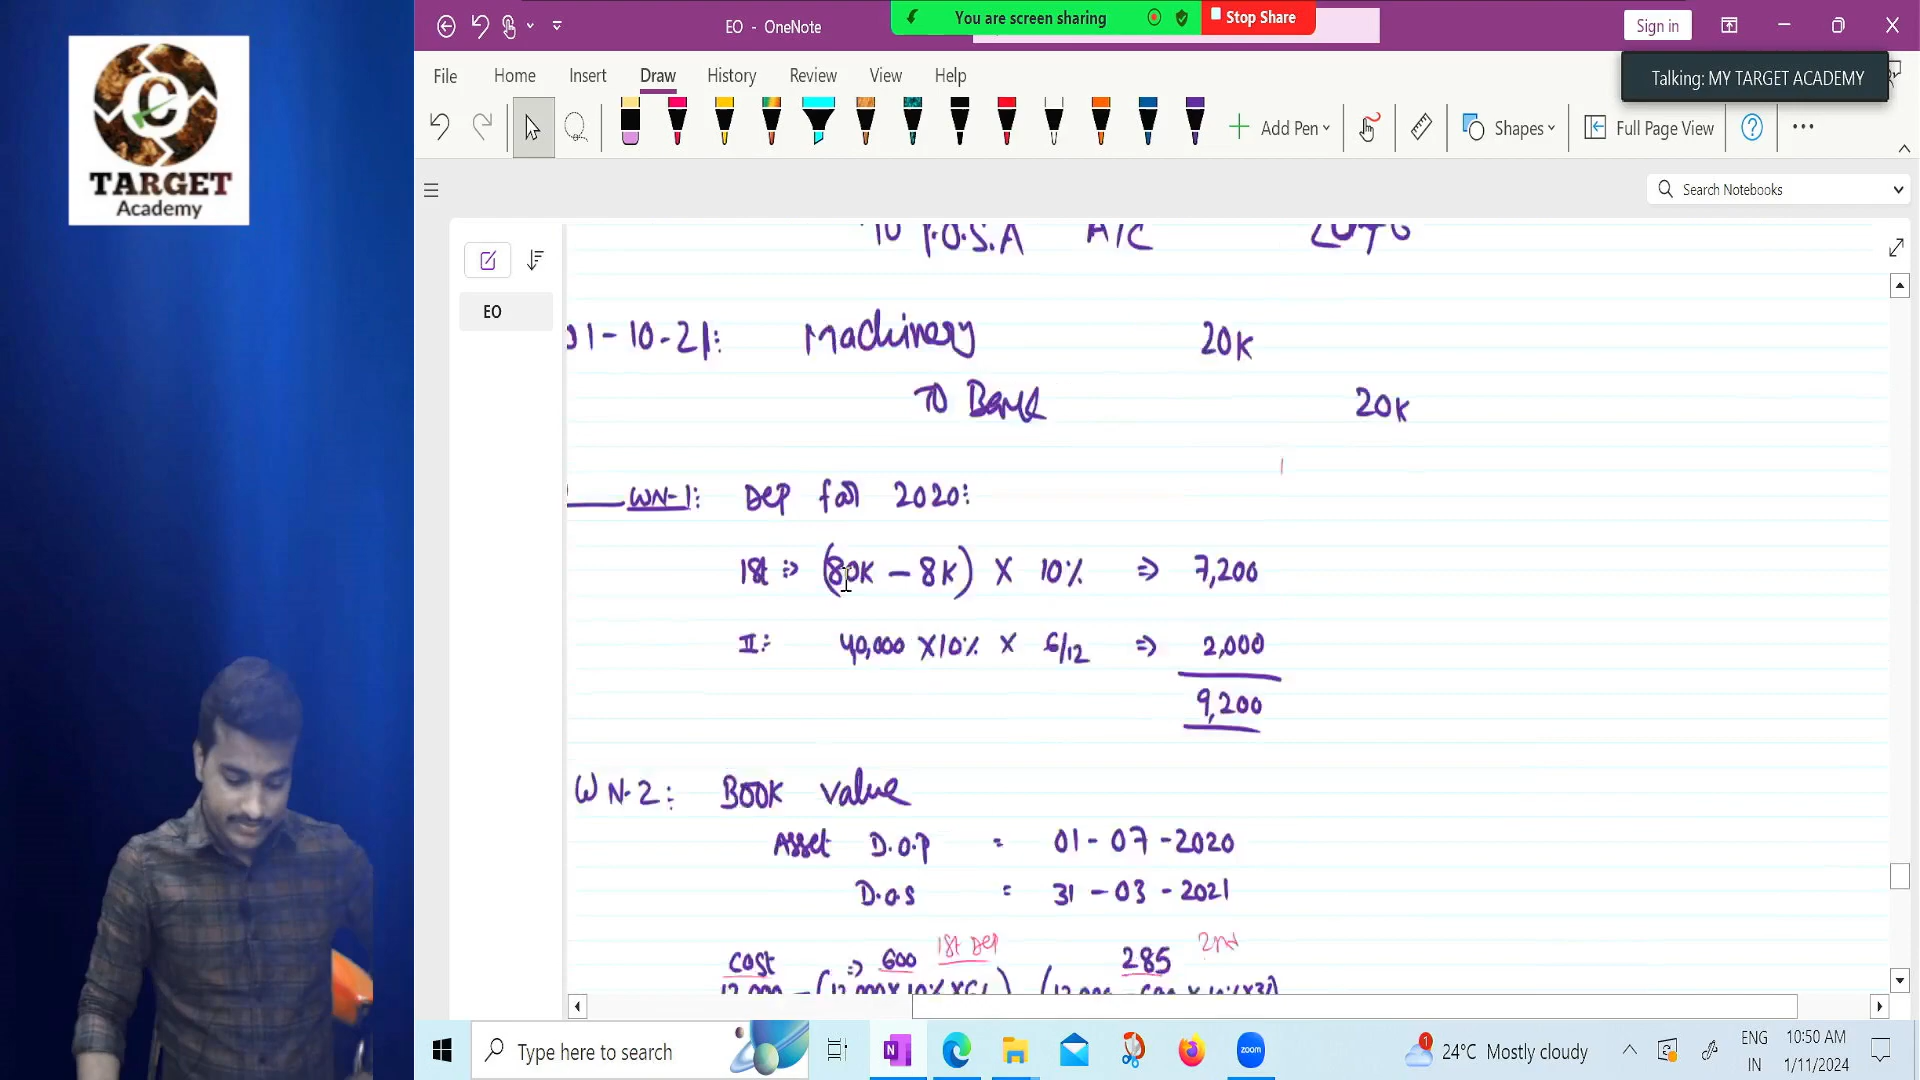 TARGET
Academy
EO - OneNote
You are screen sharing
Stop Share
Sign in
File Home Insert Draw History Review View Help
Talking: MY TARGET ACADEMY
Add Pen
Shapes
Full Page View
Search Notebooks
EO
To P.O.S.A A/C
01-10-21: Machinery 20K
To Bank 20K
WN-1: Dep for 2020:
Ist => (80K - 8K) X 10% => 7,200
II: 40,000 X10% X 6/12 => 2,000
9,200
WN-2: Book value
Asset D.O.P = 01-07-2020
D.O.S = 31-03-2021
1st Dep 2nd
Cost => 600 285
Type here to search
zoom
1
24°C Mostly cloudy
ENG
IN
10:50 AM
1/11/2024